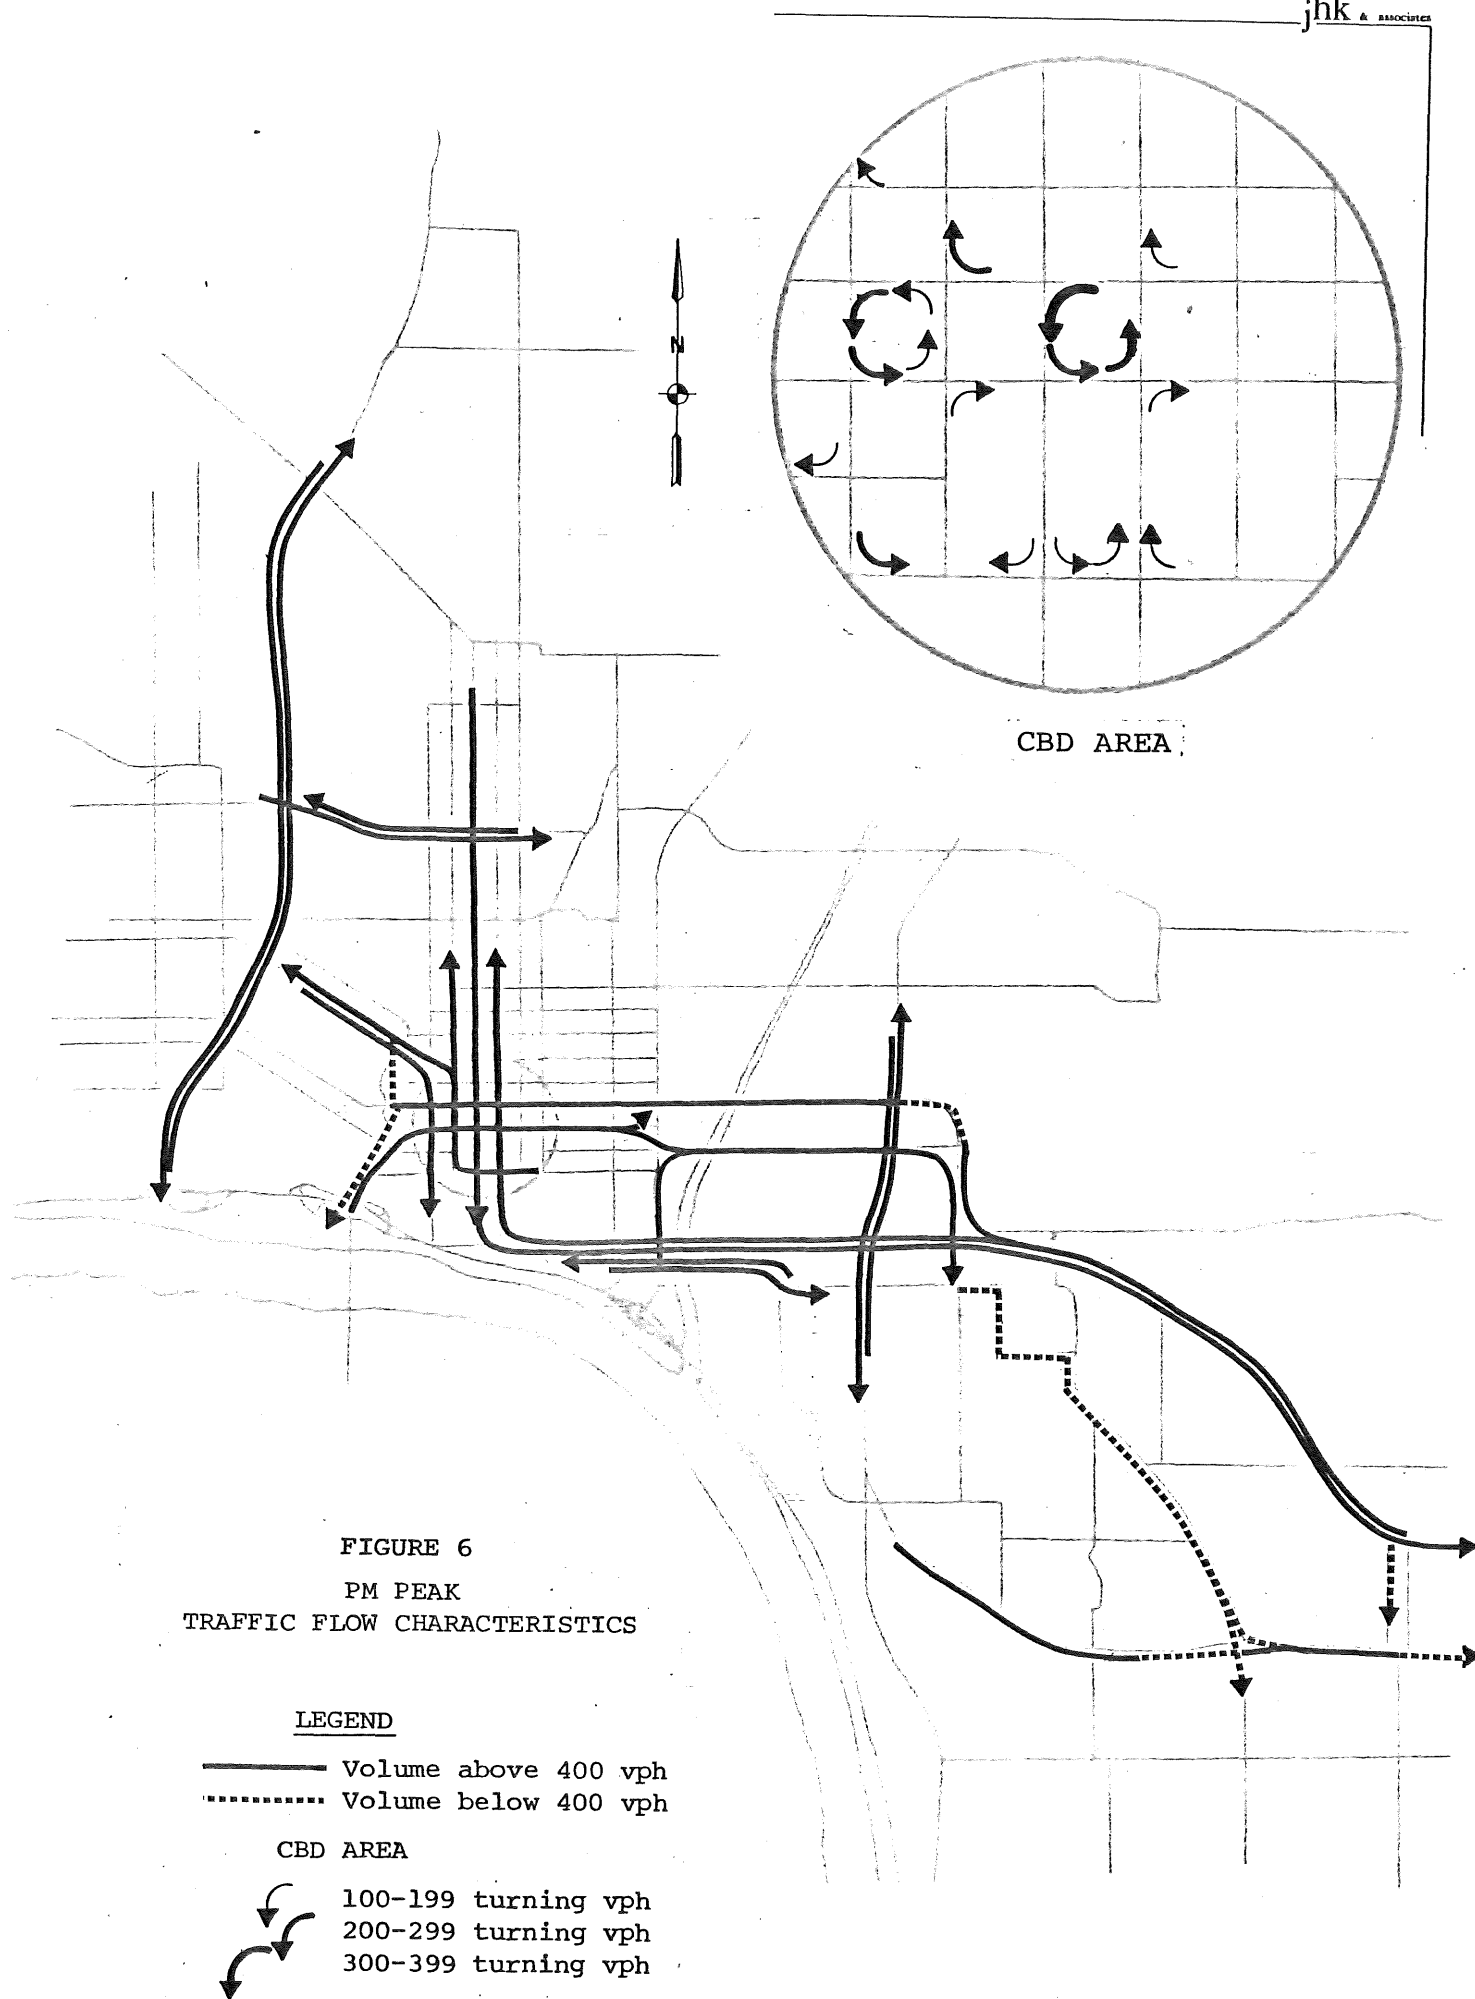 jhk & associates
N
CBD AREA
FIGURE 6
PM PEAK
TRAFFIC FLOW CHARACTERISTICS
LEGEND
Volume above 400 vph
Volume below 400 vph
CBD AREA
100-199 turning vph
200-299 turning vph
300-399 turning vph